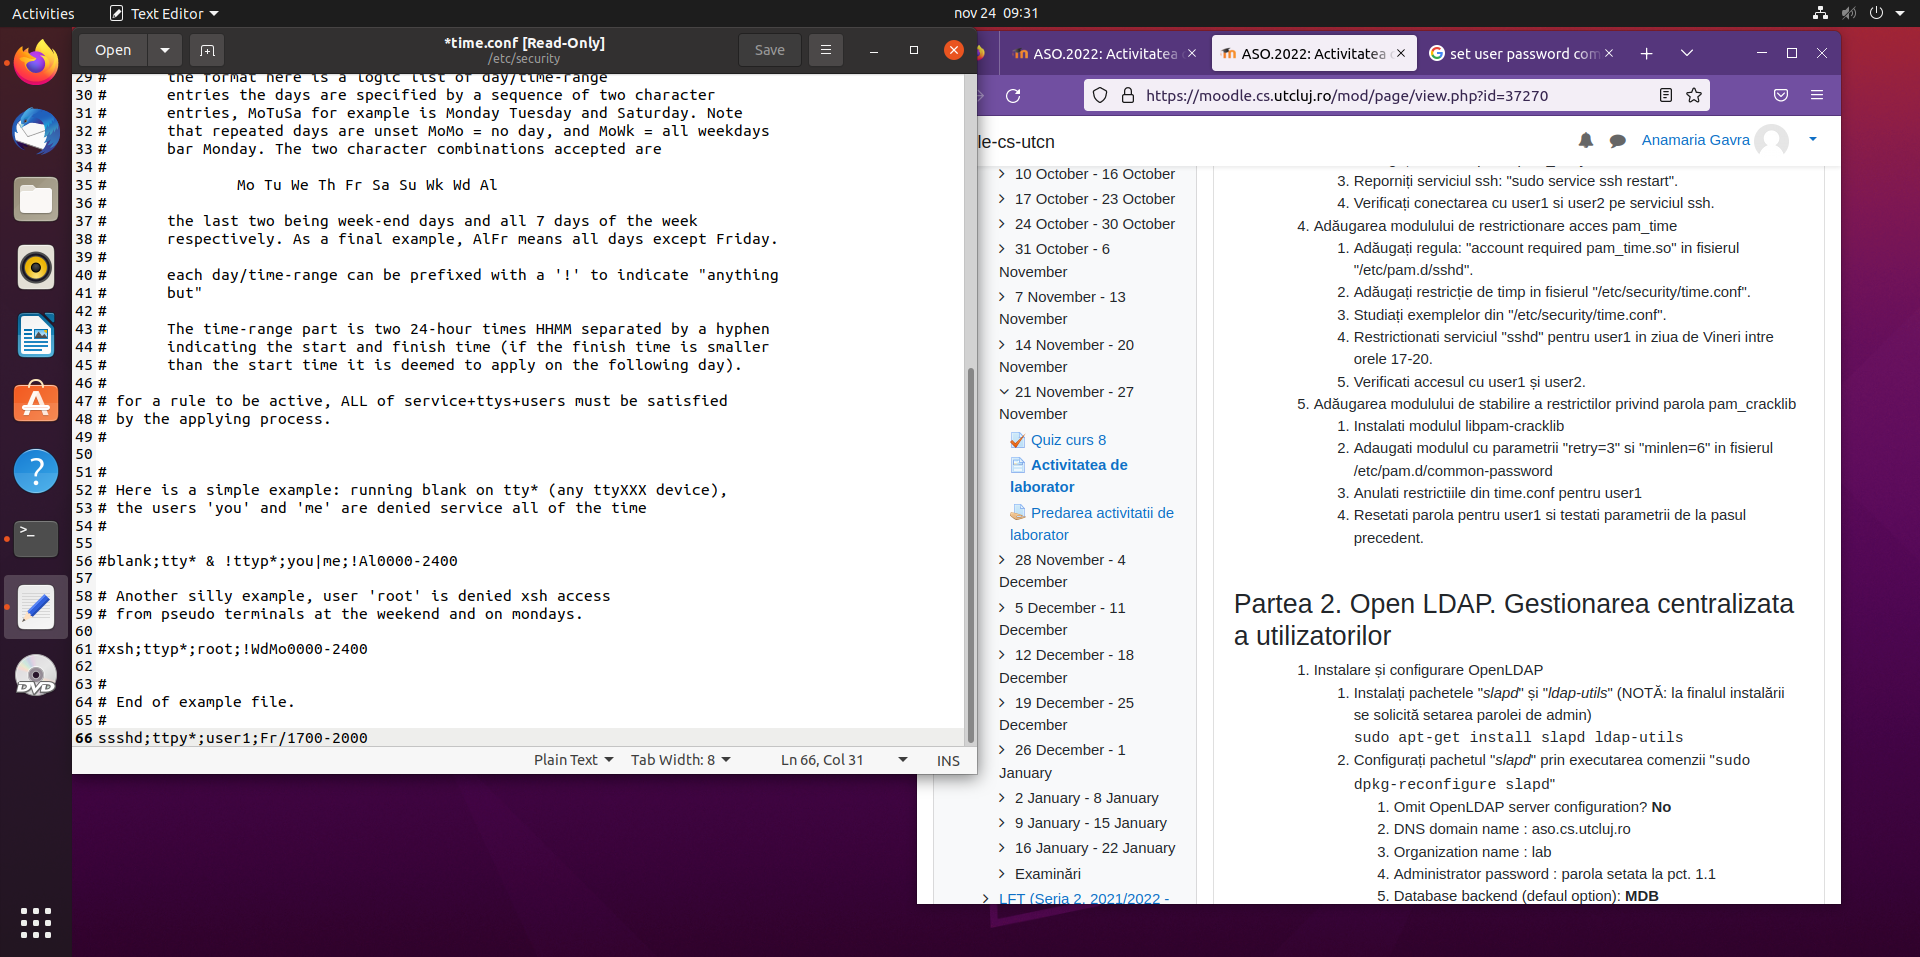 Activities
Text Editor
nov 24 09:31
Open
*time.conf [Read-Only]
/etc/security
Save
29 # the format here is a logic list of day/time-range
30 # entries the days are specified by a sequence of two character
31 # entries, MoTuSa for example is Monday Tuesday and Saturday. Note
32 # that repeated days are unset MoMo = no day, and MoWk = all weekdays
33 # bar Monday. The two character combinations accepted are
34 #
35 # Mo Tu We Th Fr Sa Su Wk Wd Al
36 #
37 # the last two being week-end days and all 7 days of the week
38 # respectively. As a final example, AlFr means all days except Friday.
39 #
40 # each day/time-range can be prefixed with a '!' to indicate "anything
41 # but"
42 #
43 # The time-range part is two 24-hour times HHMM separated by a hyphen
44 # indicating the start and finish time (if the finish time is smaller
45 # than the start time it is deemed to apply on the following day).
46 #
47 # for a rule to be active, ALL of service+ttys+users must be satisfied
48 # by the applying process.
49 #
50
51 #
52 # Here is a simple example: running blank on tty* (any ttyXXX device),
53 # the users 'you' and 'me' are denied service all of the time
54 #
55
56 #blank;tty* & !ttyp*;you|me;!Al0000-2400
57
58 # Another silly example, user 'root' is denied xsh access
59 # from pseudo terminals at the weekend and on mondays.
60
61 #xsh;ttyp*;root;!WdMo0000-2400
62
63 #
64 # End of example file.
65 #
66 ssshd;ttpy*;user1;Fr/1700-2000
Plain Text
Tab Width: 8
Ln 66, Col 31
INS
ASO.2022: Activitatea
ASO.2022: Activitatea
set user password com
https://moodle.cs.utcluj.ro/mod/page/view.php?id=37270
le-cs-utcn
Anamaria Gavra
10 October - 16 October
17 October - 23 October
24 October - 30 October
31 October - 6
November
7 November - 13
November
14 November - 20
November
21 November - 27
November
Quiz curs 8
Activitatea de
laborator
Predarea activitatii de
laborator
28 November - 4
December
5 December - 11
December
12 December - 18
December
19 December - 25
December
26 December - 1
January
2 January - 8 January
9 January - 15 January
16 January - 22 January
Examinări
LFT (Seria 2, 2021/2022 -
3. Reporniți serviciul ssh: "sudo service ssh restart".
4. Verificați conectarea cu user1 si user2 pe serviciul ssh.
4. Adăugarea modulului de restrictionare acces pam_time
1. Adăugați regula: "account required pam_time.so" in fisierul
"/etc/pam.d/sshd".
2. Adăugați restricție de timp in fisierul "/etc/security/time.conf".
3. Studiați exemplelor din "/etc/security/time.conf".
4. Restrictionati serviciul "sshd" pentru user1 in ziua de Vineri intre
orele 17-20.
5. Verificati accesul cu user1 și user2.
5. Adăugarea modulului de stabilire a restrictilor privind parola pam_cracklib
1. Instalati modulul libpam-cracklib
2. Adaugati modulul cu parametrii "retry=3" si "minlen=6" in fisierul
/etc/pam.d/common-password
3. Anulati restrictiile din time.conf pentru user1
4. Resetati parola pentru user1 si testati parametrii de la pasul
precedent.
Partea 2. Open LDAP. Gestionarea centralizata
a utilizatorilor
1. Instalare și configurare OpenLDAP
1. Instalați pachetele "slapd" și "ldap-utils" (NOTĂ: la finalul instalării
se solicită setarea parolei de admin)
sudo apt-get install slapd ldap-utils
2. Configurați pachetul "slapd" prin executarea comenzii "sudo
dpkg-reconfigure slapd"
1. Omit OpenLDAP server configuration? No
2. DNS domain name : aso.cs.utcluj.ro
3. Organization name : lab
4. Administrator password : parola setata la pct. 1.1
5. Database backend (defaul option): MDB